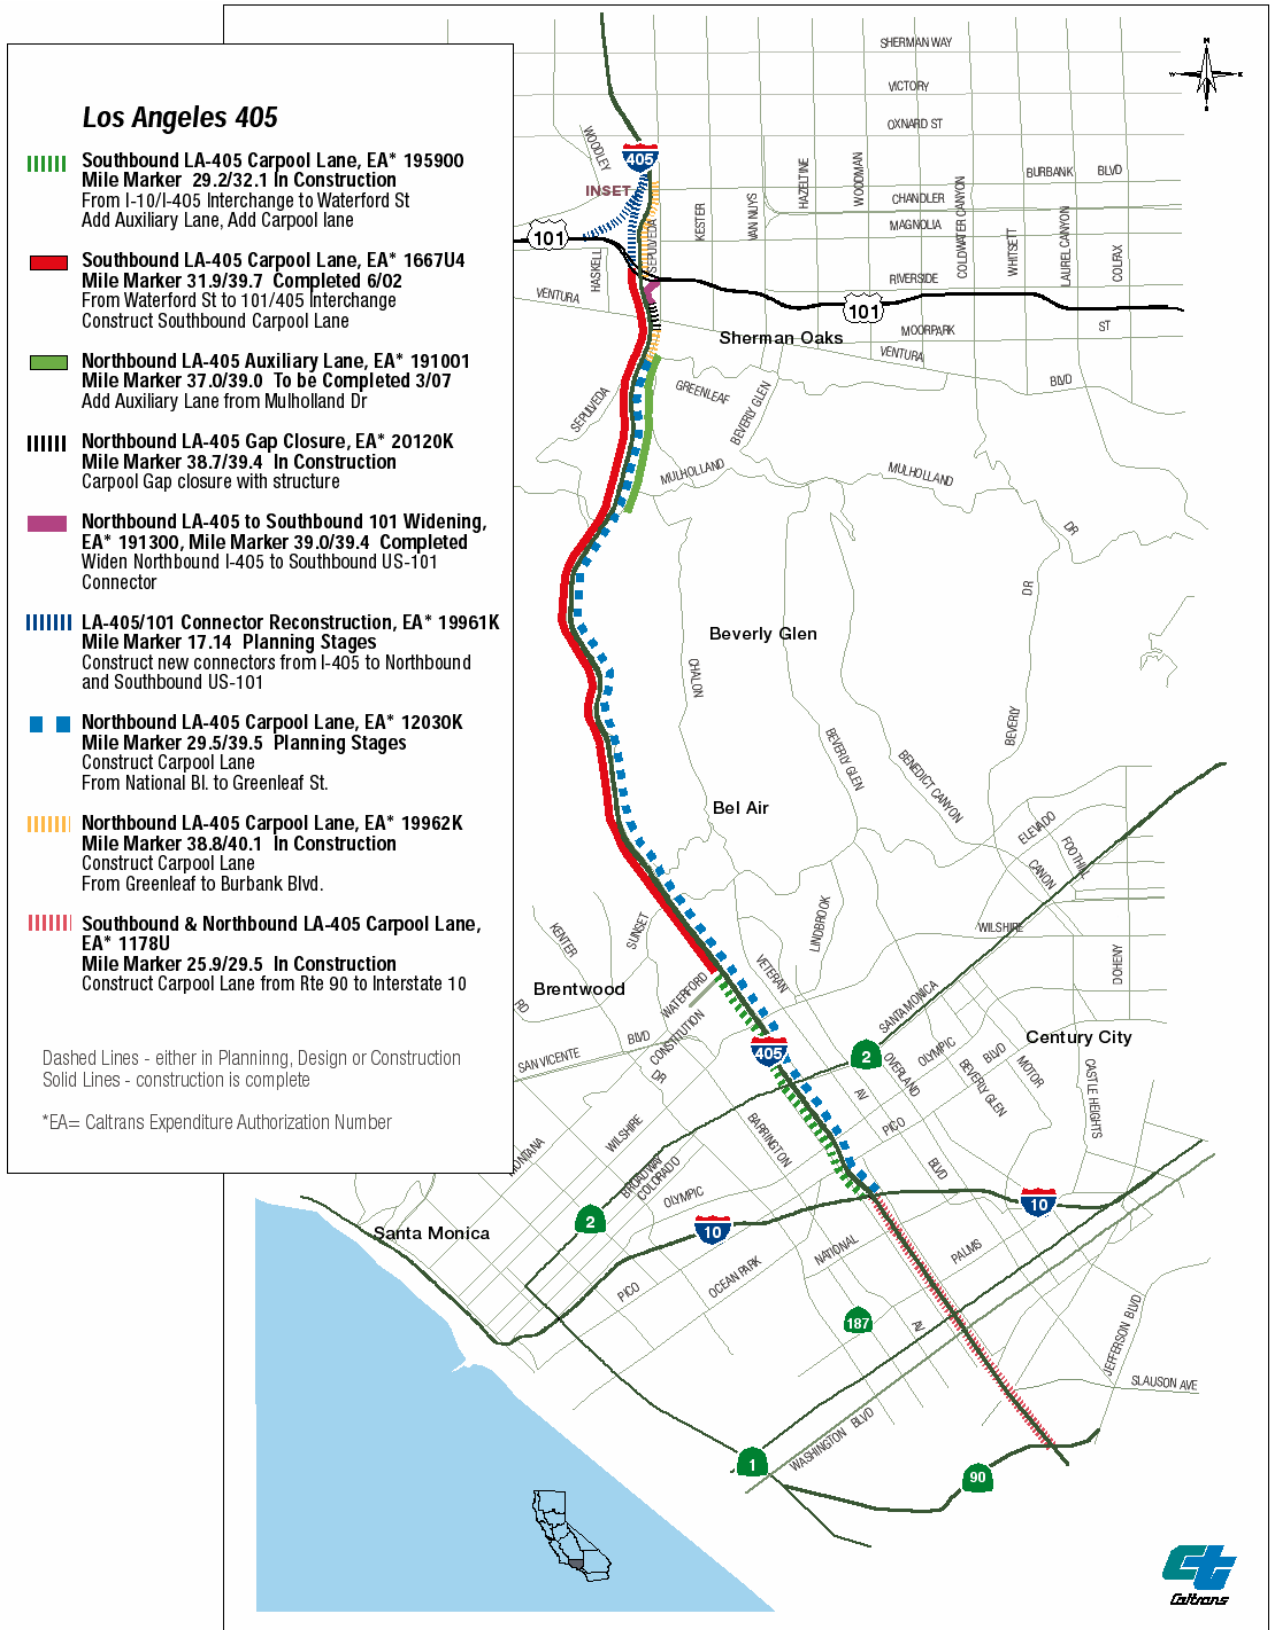 Los Angeles 405
Southbound LA-405 Carpool Lane, EA* 195900
Mile Marker 29.2/32.1 In Construction
From I-10/I-405 Interchange to Waterford St
Add Auxiliary Lane, Add Carpool lane
Southbound LA-405 Carpool Lane, EA* 1667U4
Mile Marker 31.9/39.7 Completed 6/02
From Waterford St to 101/405 Interchange
Construct Southbound Carpool Lane
Northbound LA-405 Auxiliary Lane, EA* 191001
Mile Marker 37.0/39.0 To be Completed 3/07
Add Auxiliary Lane from Mulholland Dr
Northbound LA-405 Gap Closure, EA* 20120K
Mile Marker 38.7/39.4 In Construction
Carpool Gap closure with structure
Northbound LA-405 to Southbound 101 Widening,
EA* 191300, Mile Marker 39.0/39.4 Completed
Widen Northbound I-405 to Southbound US-101
Connector
LA-405/101 Connector Reconstruction, EA* 19961K
Mile Marker 17.14 Planning Stages
Construct new connectors from I-405 to Northbound
and Southbound US-101
Northbound LA-405 Carpool Lane, EA* 12030K
Mile Marker 29.5/39.5 Planning Stages
Construct Carpool Lane
From National Bl. to Greenleaf St.
Northbound LA-405 Carpool Lane, EA* 19962K
Mile Marker 38.8/40.1 In Construction
Construct Carpool Lane
From Greenleaf to Burbank Blvd.
Southbound & Northbound LA-405 Carpool Lane,
EA* 1178U
Mile Marker 25.9/29.5 In Construction
Construct Carpool Lane from Rte 90 to Interstate 10
Dashed Lines - either in Planninng, Design or Construction
Solid Lines - construction is complete
*EA= Caltrans Expenditure Authorization Number
SHERMAN WAY
VICTORY
OXNARD ST
N
W
E
S
WOODLEY
405
INSET
BURBANK BLVD
HAZELTINE
WOODMAN
CHANDLER
MAGNOLIA
KESTER
VAN NUYS
COLDWATER CANYON
WHITSETT
LAUREL CANYON
COLFAX
101
SEPULVEDA
HASKELL
RIVERSIDE
VENTURA
101
MOORPARK
ST
Sherman Oaks
VENTURA
BLVD
GREENLEAF
BEVERLY GLEN
SEPULVEDA
MULHOLLAND
MULHOLLAND
DR
DR
Beverly Glen
CHALON
BEVERLY
BEVERLY GLEN
BENEDICT CANYON
Bel Air
ELEVADO
FOOTHILL
CANON
SUNSET
KENTER
LINDBROOK
WILSHIRE
DOHENY
VETERAN
Brentwood
WATERFORD
RD
SANTA MONICA
CONSTITUTION
BLVD
SAN VICENTE
DR
405
2
OVERLAND
OLYMPIC
BLVD
Century City
BEVERLY GLEN
MOTOR
CASTLE HEIGHTS
AV
PICO
WILSHIRE
BARRINGTON
MONTANA
BROADWAY
COLORADO
BLVD
OLYMPIC
10
2
10
Santa Monica
NATIONAL
PALMS
PICO
OCEAN PARK
187
AV
JEFFERSON BLVD
SLAUSON AVE
WASHINGTON BLVD
1
90
Caltrans